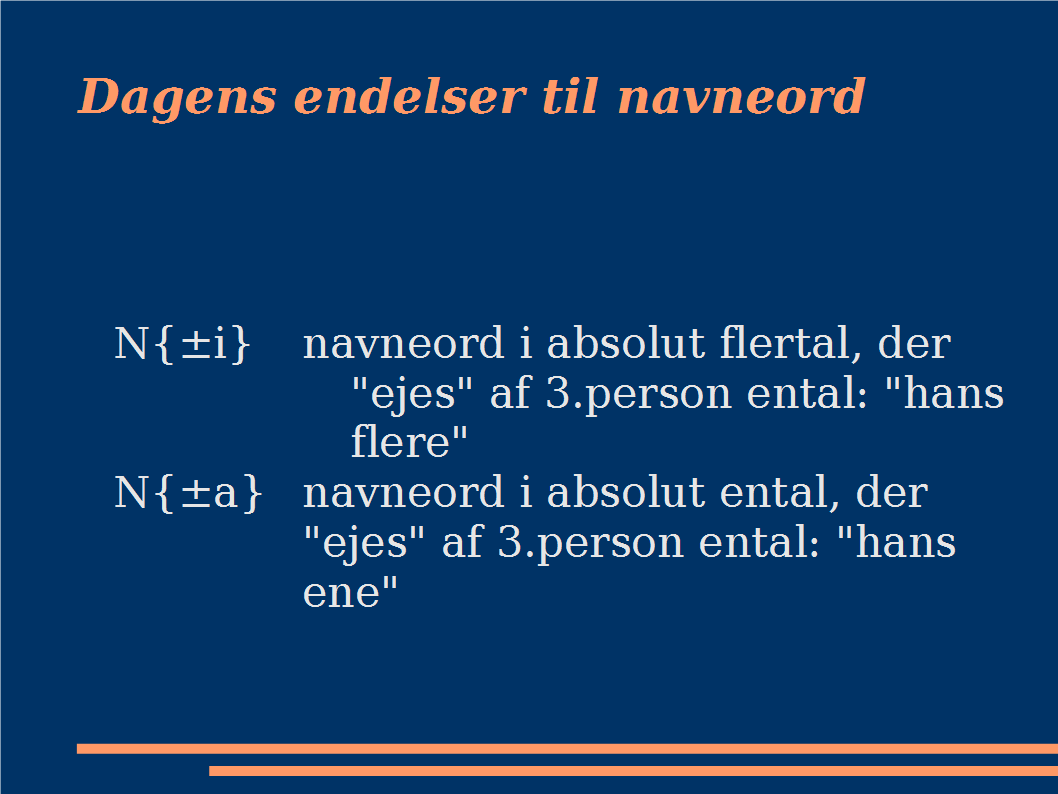 Dagens endelser til navneord
N{±i} navneord i absolut flertal, der
"ejes" af 3.person ental: "hans
flere"
N{±a} navneord i absolut ental, der
"ejes" af 3.person ental: "hans
ene"